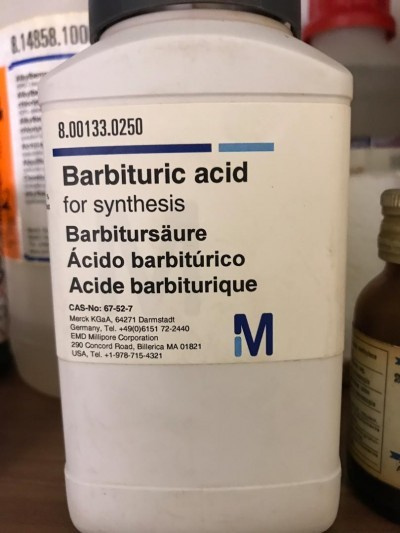 8.14858.100
8.00133.0250
Barbituric acid
for synthesis
Barbitursäure
Ácido barbitúrico
Acide barbiturique
CAS-No: 67-52-7
Merck KGaA, 64271 Darmstadt
Germany, Tel. +49(0)6151 72-2440
EMD Millipore Corporation
290 Concord Road, Billerica MA 01821
USA, Tel. +1-978-715-4321
M